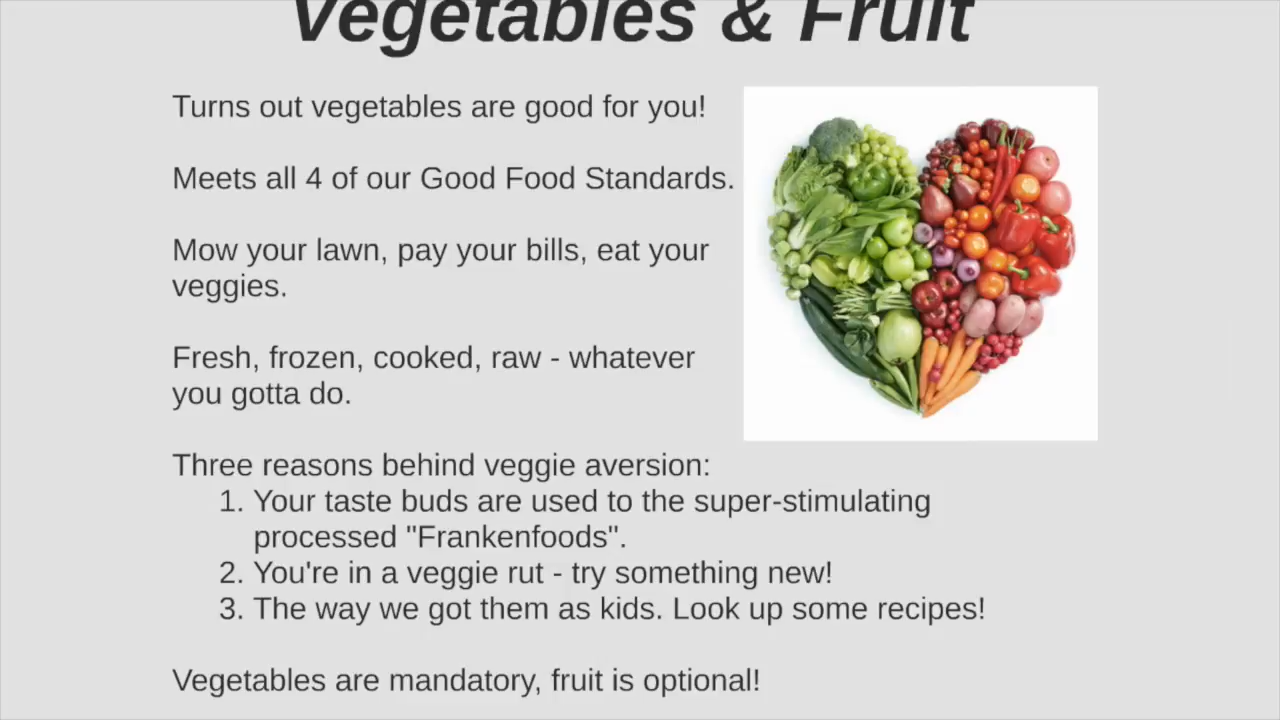 Vegetables & Fruit
Turns out vegetables are good for you!
Meets all 4 of our Good Food Standards.
Mow your lawn, pay your bills, eat your
veggies.
Fresh, frozen, cooked, raw - whatever
you gotta do.
Three reasons behind veggie aversion:
1. Your taste buds are used to the super-stimulating
processed "Frankenfoods".
2. You're in a veggie rut - try something new!
3. The way we got them as kids. Look up some recipes!
Vegetables are mandatory, fruit is optional!